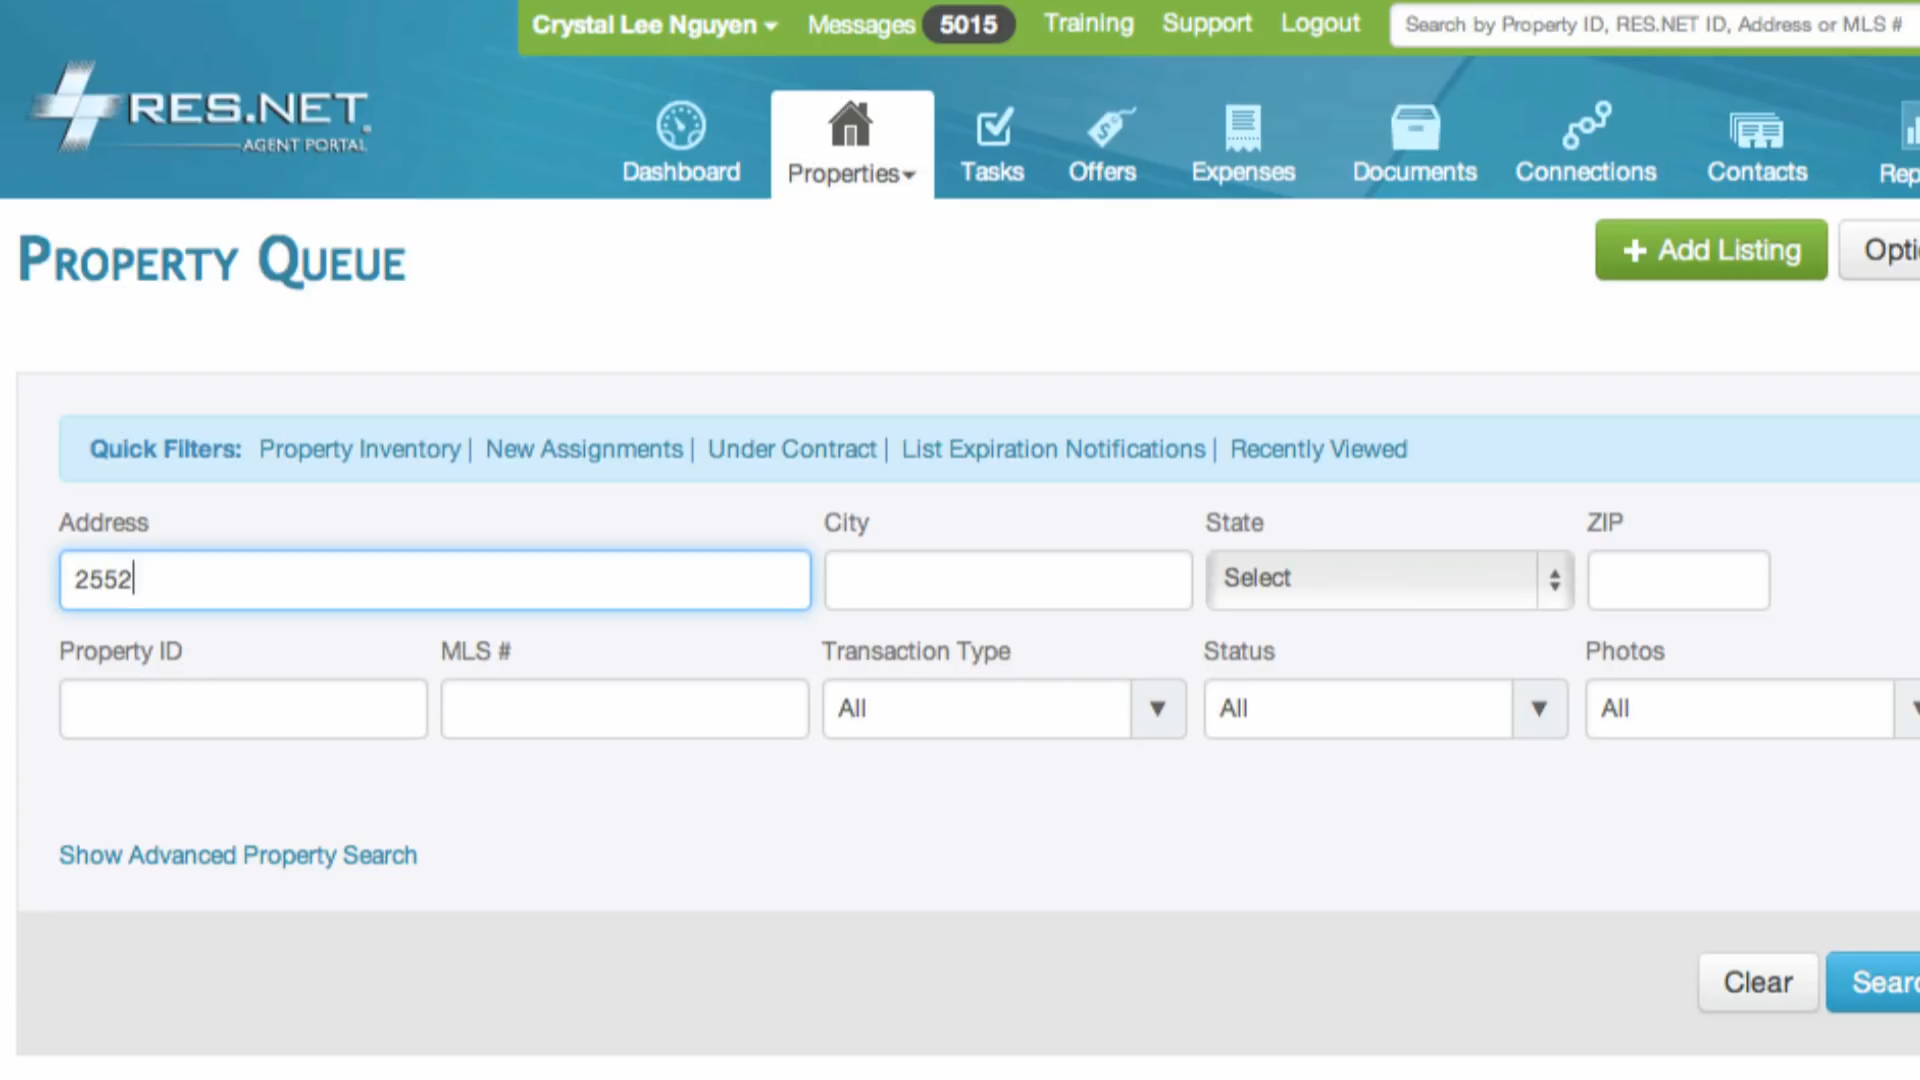 Crystal Lee Nguyen Messages 5015 Training Support Logout Search by Property ID, RES.NET ID, Address or MLS #
RES.NET
AGENT PORTAL
Dashboard Properties Tasks Offers Expenses Documents Connections Contacts Rep
PROPERTY QUEUE
+ Add Listing Opti
Quick Filters: Property Inventory | New Assignments | Under Contract | List Expiration Notifications | Recently Viewed
Address City State ZIP
2552 Select
Property ID MLS # Transaction Type Status Photos
All All All
Show Advanced Property Search
Clear Searc